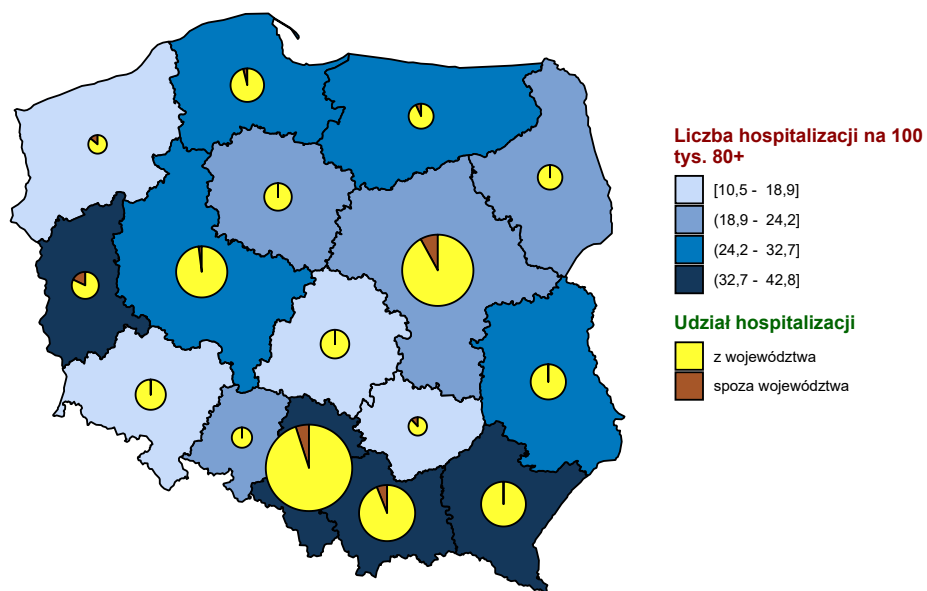 Liczba hospitalizacji na 100
tys. 80+
[10,5 - 18,9]
(18,9 - 24,2]
(24,2 - 32,7]
(32,7 - 42,8]
Udział hospitalizacji
z województwa
spoza województwa